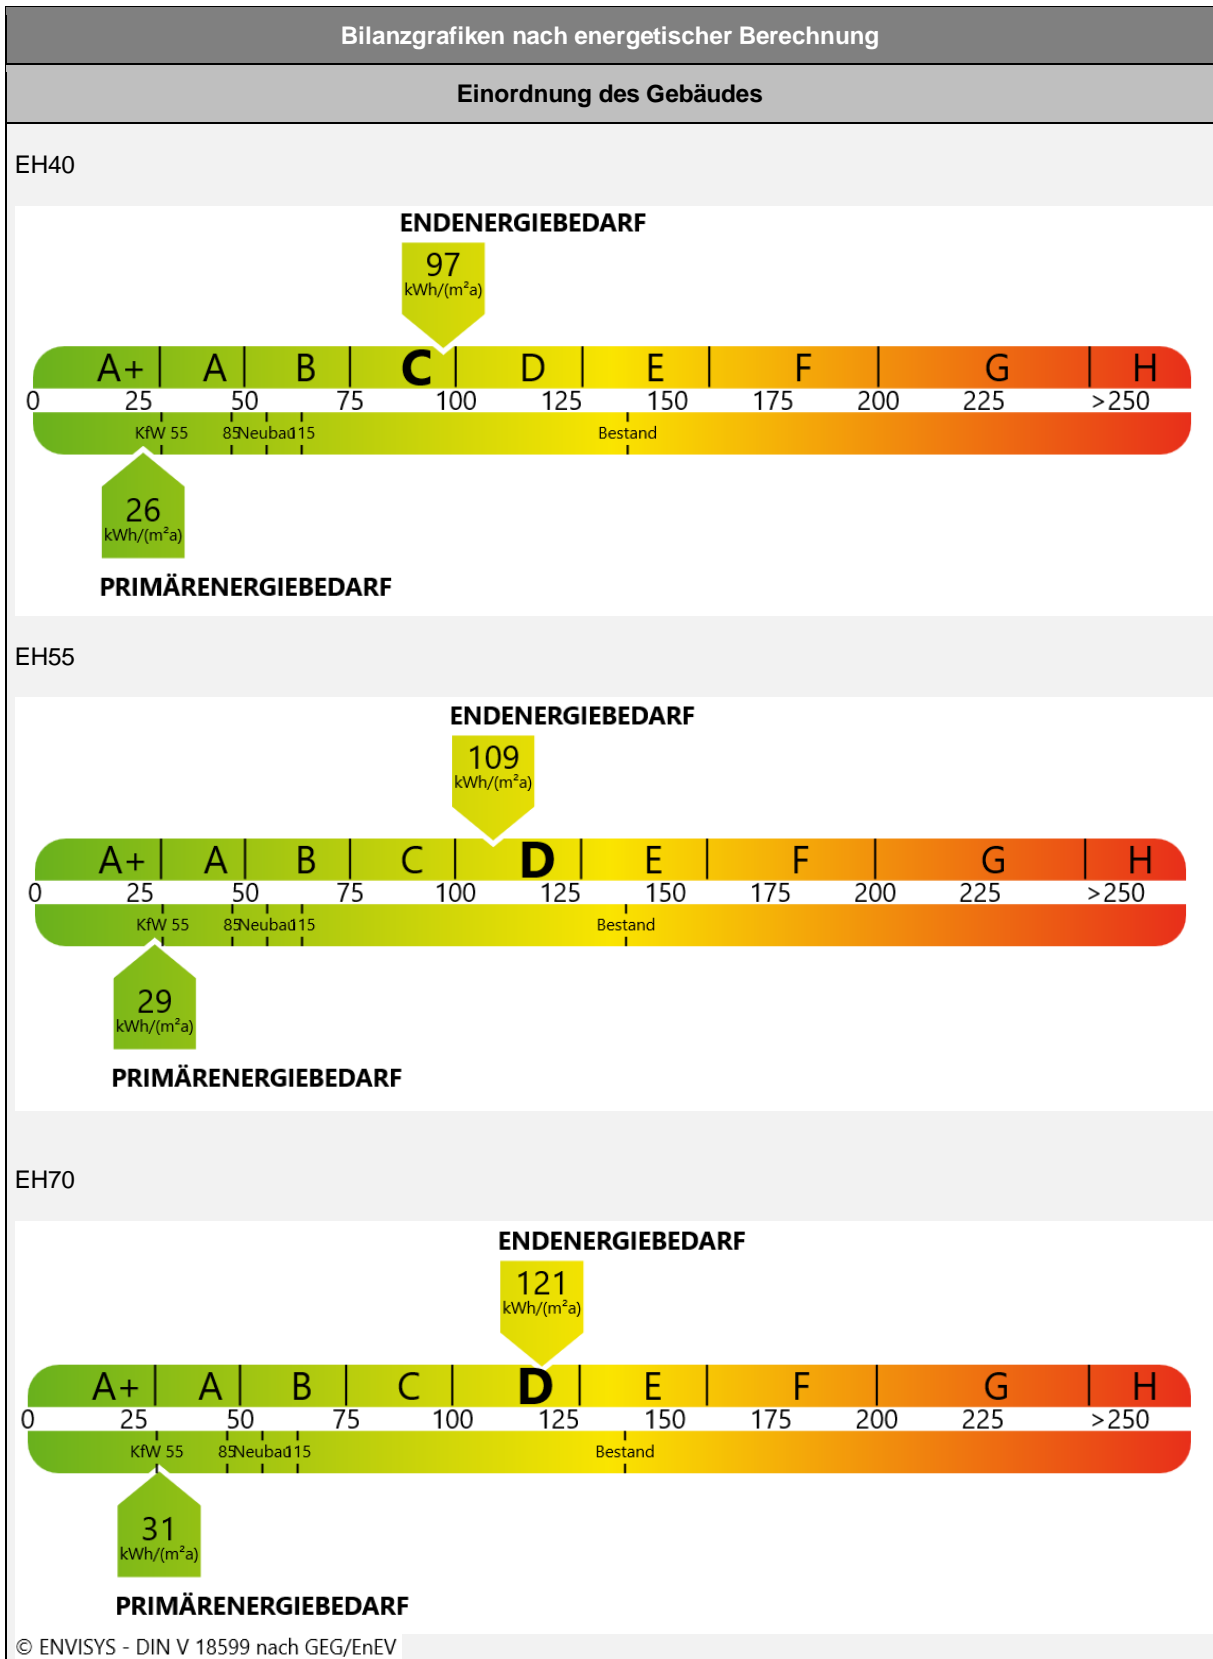 Bilanzgrafiken nach energetischer Berechnung
Einordnung des Gebäudes
EH40
ENDENERGIEBEDARF
97
kWh/(m²a)
A+ A B C D E F G H
0 25 50 75 100 125 150 175 200 225 >250
KfW 55 85 Neubau 115 Bestand
26
kWh/(m²a)
PRIMÄRENERGIEBEDARF
EH55
ENDENERGIEBEDARF
109
kWh/(m²a)
A+ A B C D E F G H
0 25 50 75 100 125 150 175 200 225 >250
KfW 55 85 Neubau 115 Bestand
29
kWh/(m²a)
PRIMÄRENERGIEBEDARF
EH70
ENDENERGIEBEDARF
121
kWh/(m²a)
A+ A B C D E F G H
0 25 50 75 100 125 150 175 200 225 >250
KfW 55 85 Neubau 115 Bestand
31
kWh/(m²a)
PRIMÄRENERGIEBEDARF
© ENVISYS - DIN V 18599 nach GEG/EnEV